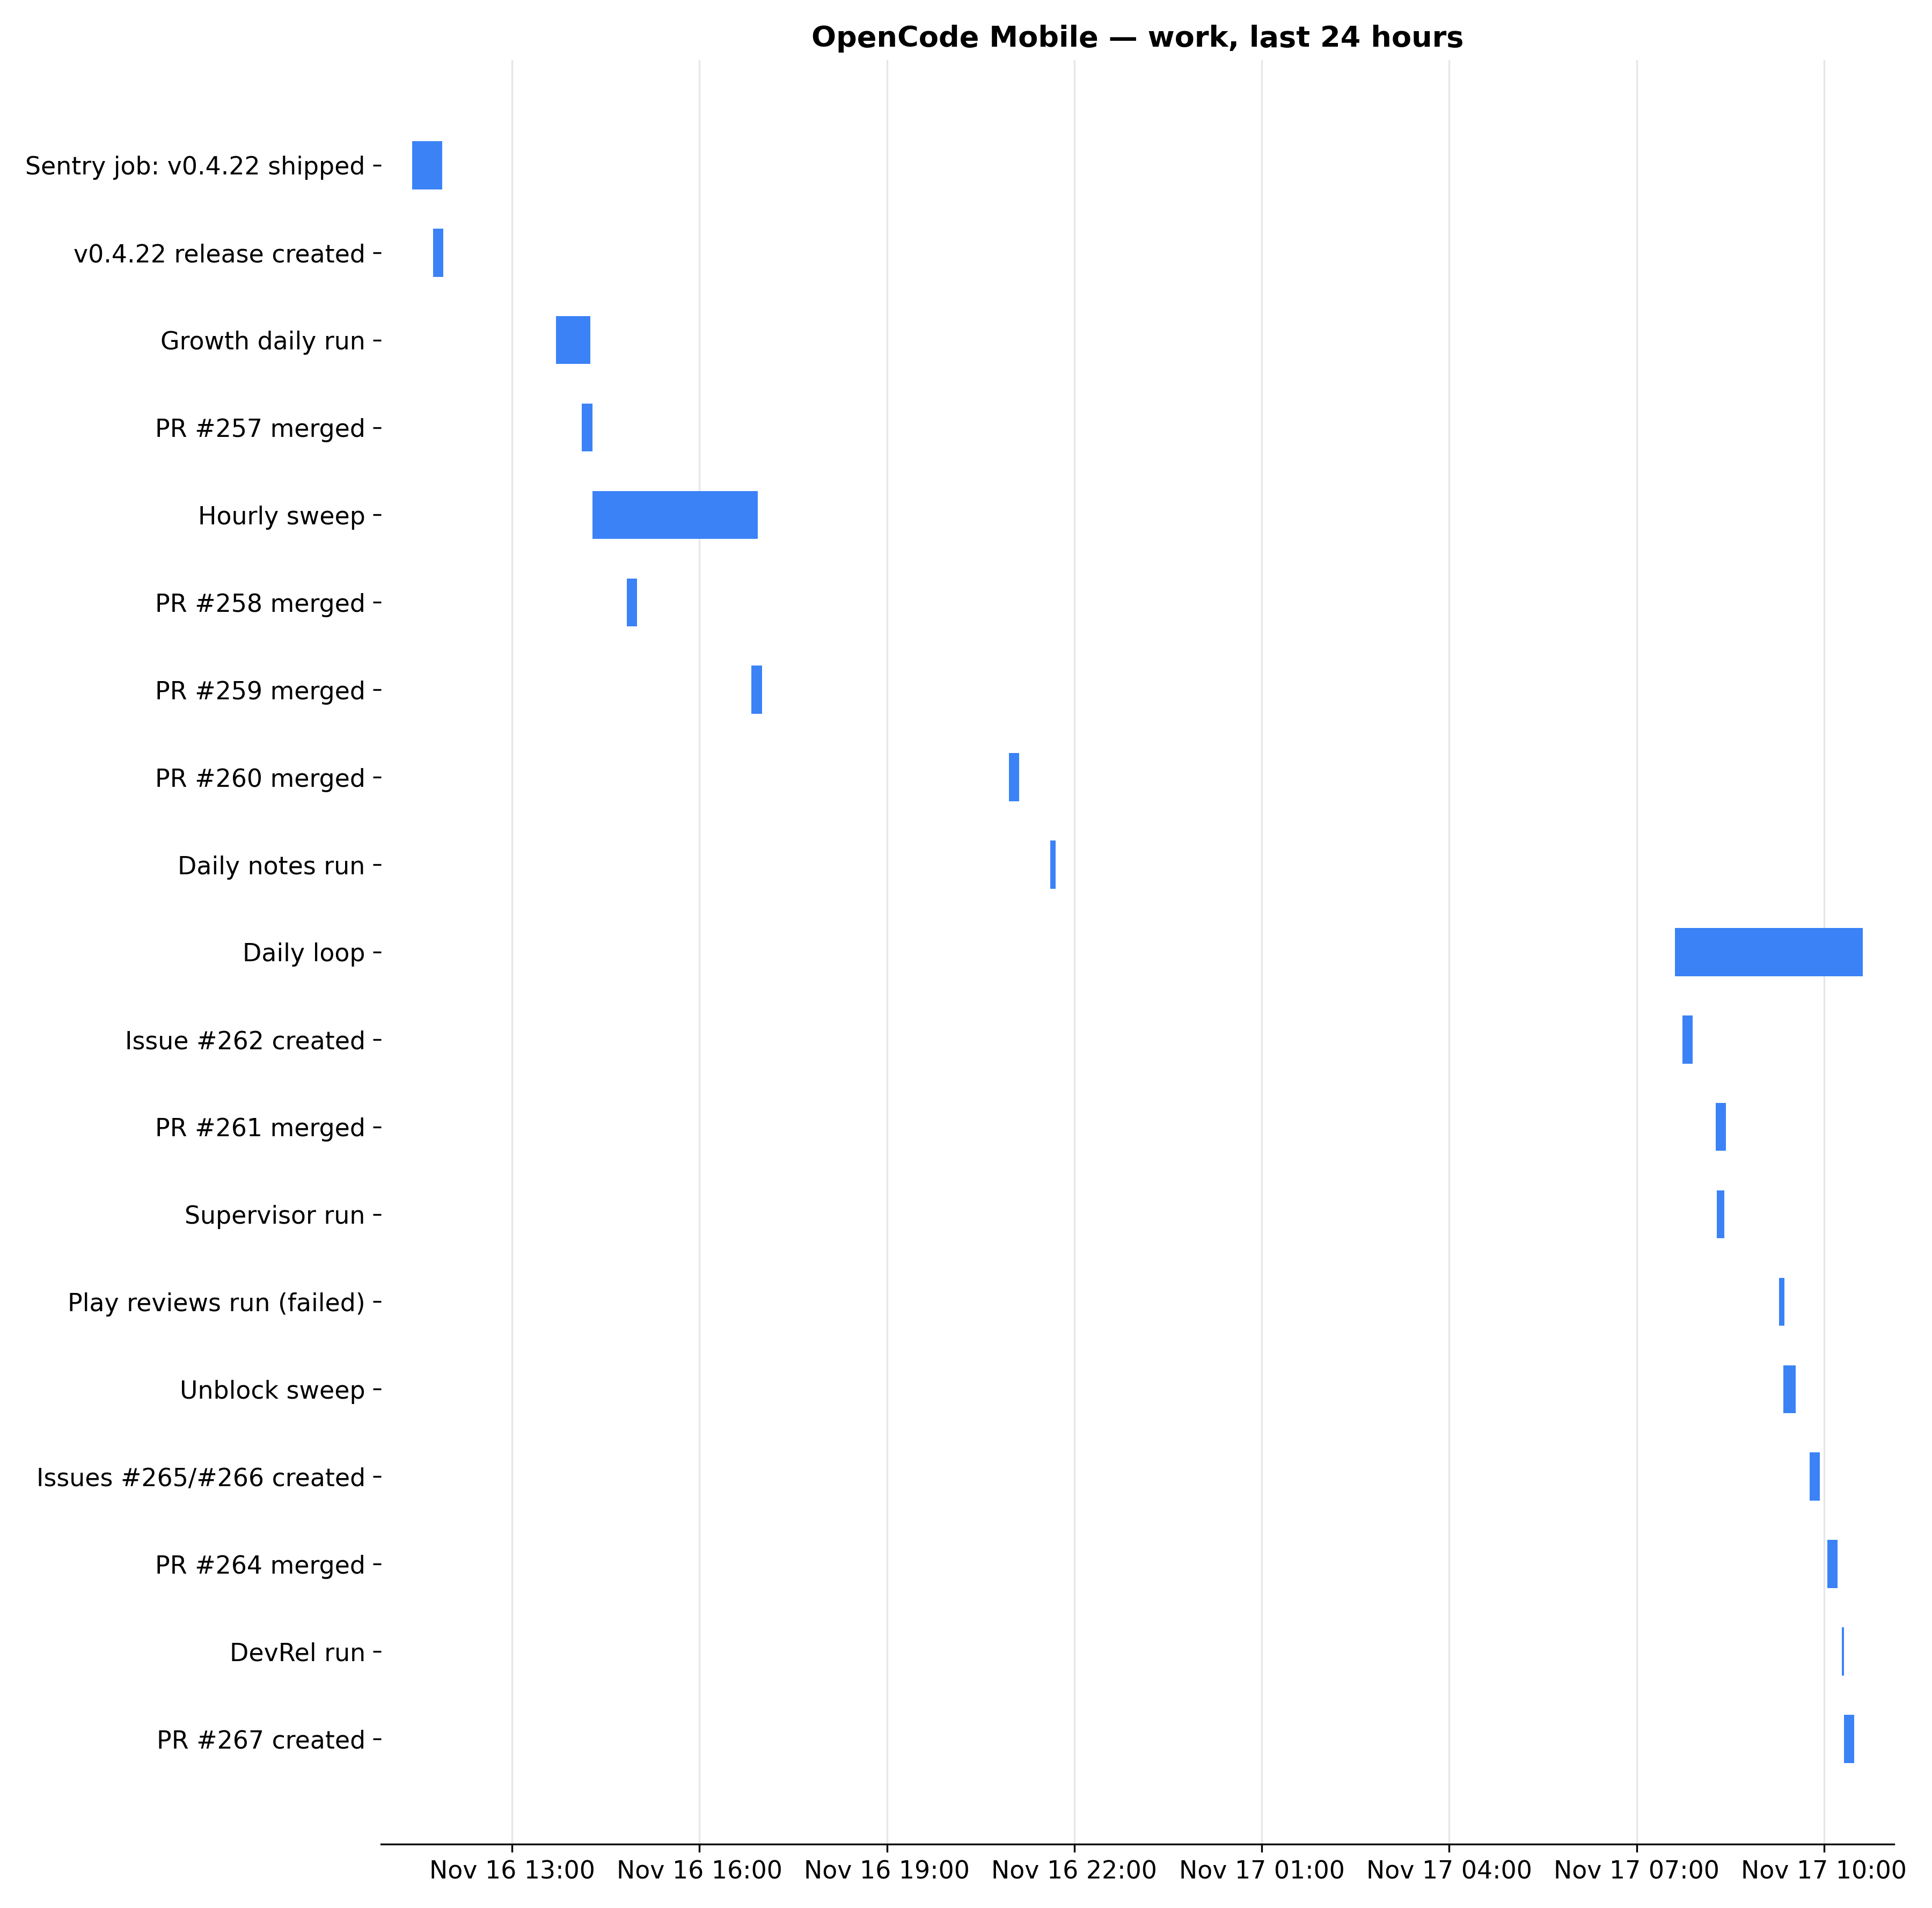 OpenCode Mobile — work, last 24 hours
Sentry job: v0.4.22 shipped
v0.4.22 release created
Growth daily run
PR #257 merged
Hourly sweep
PR #258 merged
PR #259 merged
PR #260 merged
Daily notes run
Daily loop
Issue #262 created
PR #261 merged
Supervisor run
Play reviews run (failed)
Unblock sweep
Issues #265/#266 created
PR #264 merged
DevRel run
PR #267 created
Nov 16 13:00 Nov 16 16:00 Nov 16 19:00 Nov 16 22:00 Nov 17 01:00 Nov 17 04:00 Nov 17 07:00 Nov 17 10:00